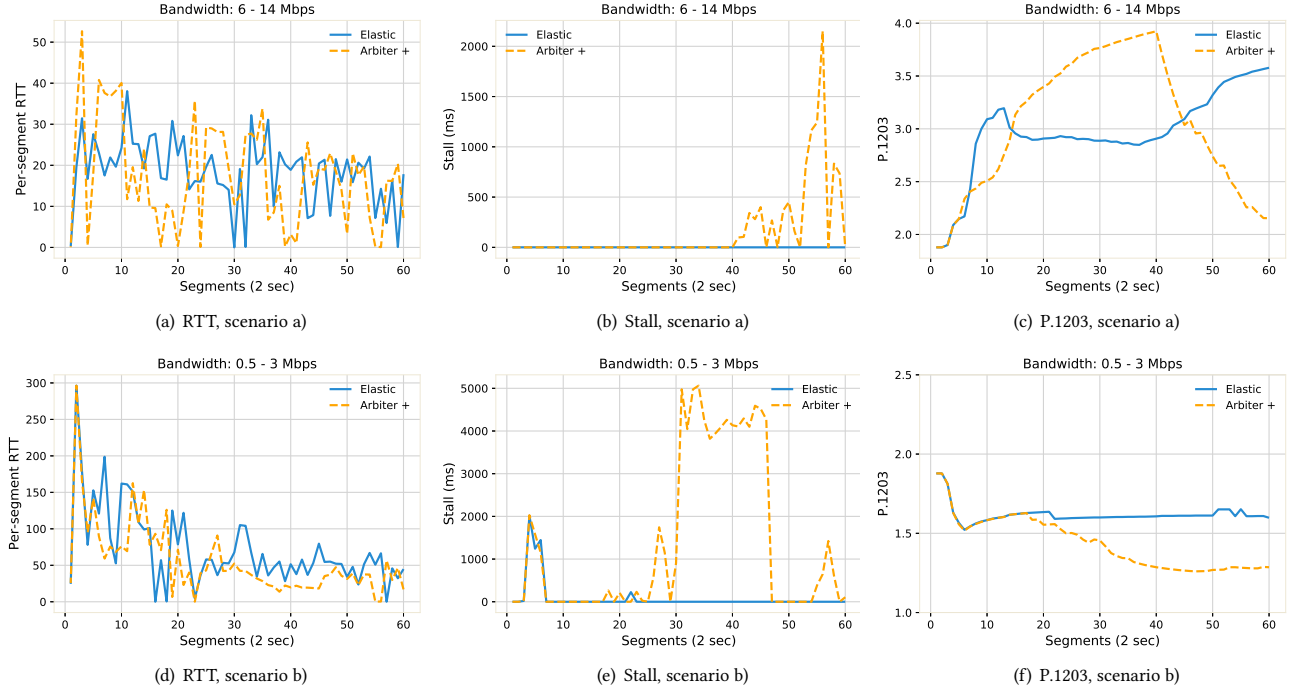 Bandwidth: 6 - 14 Mbps
Per-segment RTT
50
40
30
20
10
0
Elastic
Arbiter +
0 10 20 30 40 50 60
Segments (2 sec)
(a) RTT, scenario a)
Bandwidth: 6 - 14 Mbps
Stall (ms)
2000
1500
1000
500
0
Elastic
Arbiter +
0 10 20 30 40 50 60
Segments (2 sec)
(b) Stall, scenario a)
Bandwidth: 6 - 14 Mbps
P.1203
4.0
3.5
3.0
2.5
2.0
Elastic
Arbiter +
0 10 20 30 40 50 60
Segments (2 sec)
(c) P.1203, scenario a)
Bandwidth: 0.5 - 3 Mbps
Per-segment RTT
300
250
200
150
100
50
0
Elastic
Arbiter +
0 10 20 30 40 50 60
Segments (2 sec)
(d) RTT, scenario b)
Bandwidth: 0.5 - 3 Mbps
Stall (ms)
5000
4000
3000
2000
1000
0
Elastic
Arbiter +
0 10 20 30 40 50 60
Segments (2 sec)
(e) Stall, scenario b)
Bandwidth: 0.5 - 3 Mbps
P.1203
2.5
2.0
1.5
1.0
Elastic
Arbiter +
0 10 20 30 40 50 60
Segments (2 sec)
(f) P.1203, scenario b)